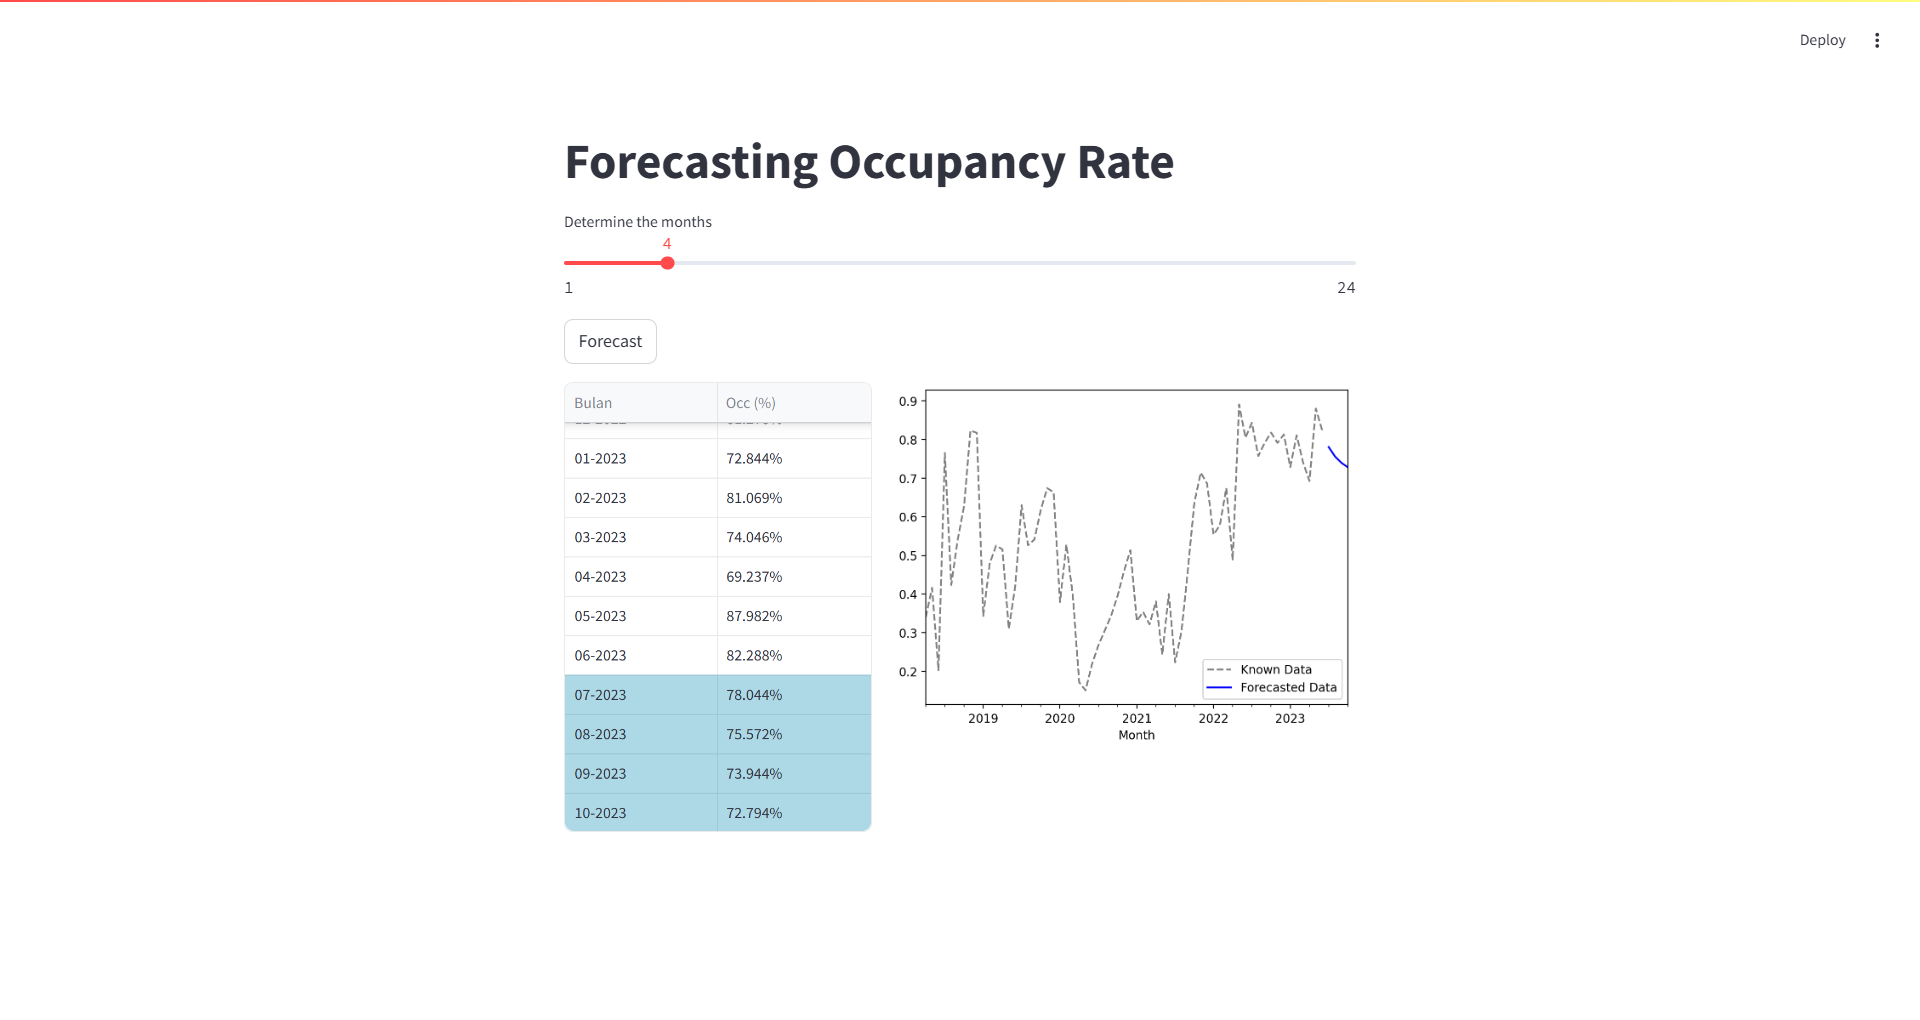 Deploy
Forecasting Occupancy Rate
Determine the months
4
1 24
Forecast
Bulan Occ (%)
01-2023 72.844%
02-2023 81.069%
03-2023 74.046%
04-2023 69.237%
05-2023 87.982%
06-2023 82.288%
07-2023 78.044%
08-2023 75.572%
09-2023 73.944%
10-2023 72.794%
0.9
0.8
0.7
0.6
0.5
0.4
0.3
0.2
Known Data
Forecasted Data
2019 2020 2021 2022 2023
Month